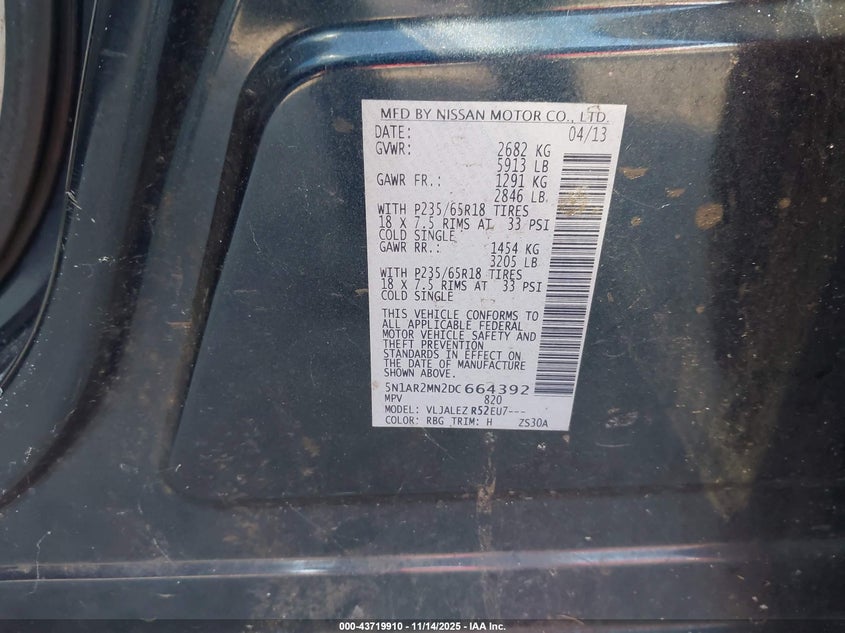 MFD BY NISSAN MOTOR CO., LTD.
DATE: 04/13
GVWR: 2682 KG
5913 LB
GAWR FR.: 1291 KG
2846 LB.
WITH P235/65R18 TIRES
18 X 7.5 RIMS AT 33 PSI
COLD SINGLE
GAWR RR.: 1454 KG
3205 LB
WITH P235/65R18 TIRES
18 X 7.5 RIMS AT 33 PSI
COLD SINGLE
THIS VEHICLE CONFORMS TO
ALL APPLICABLE FEDERAL
MOTOR VEHICLE SAFETY AND
THEFT PREVENTION
STANDARDS IN EFFECT ON
THE DATE OF MANUFACTURE
SHOWN ABOVE.
5N1AR2MN2DC664392
MPV 820
MODEL: VLJALEZ R52EU7---
COLOR: RBG TRIM: H ZS30A
000-43719910 - 11/14/2025 - IAA Inc.